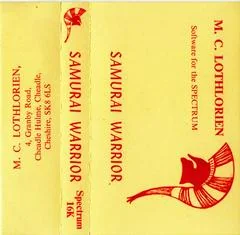 M. C. LOTHLORIEN
Software for the SPECTRUM
SAMURAI WARRIOR
SAMURAI WARRIOR
Spectrum
16K
M. C. LOTHLORIEN,
4, Granby Road,
Cheadle Hulme, Cheadle,
Cheshire, SK8 6LS